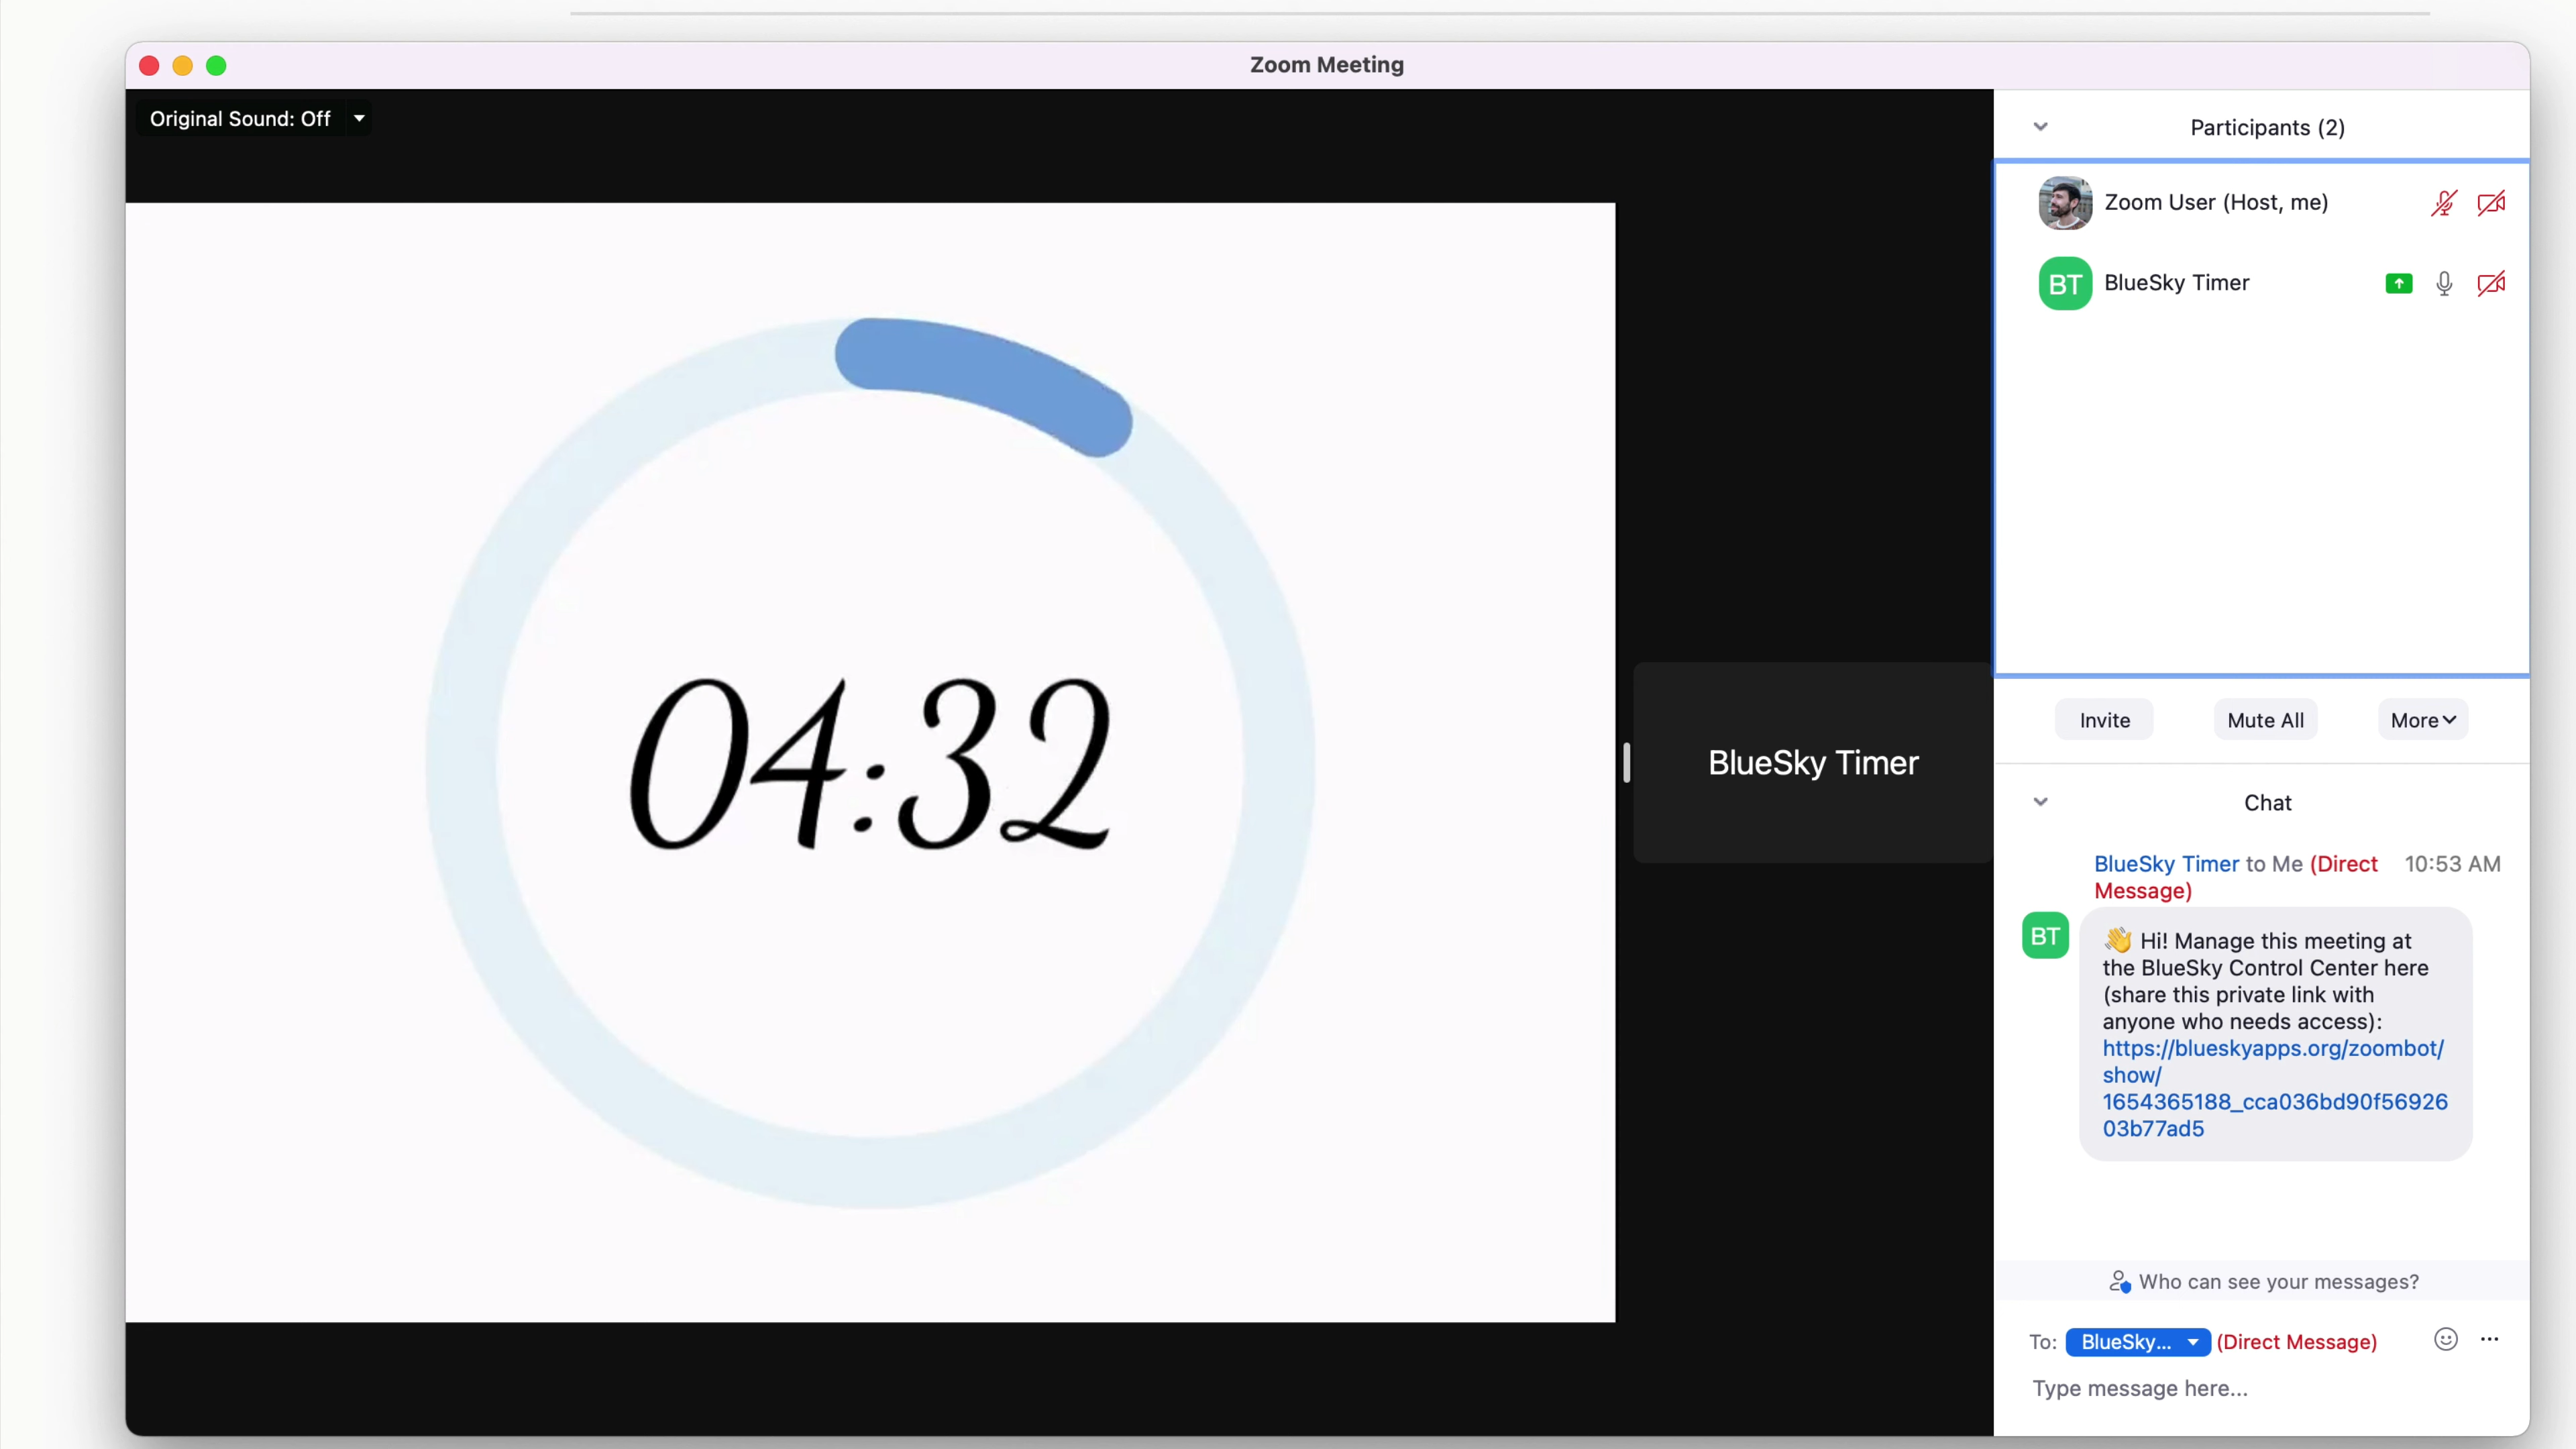 Zoom Meeting
Original Sound: Off
04:32
BlueSky Timer
Participants (2)
Zoom User (Host, me)
BT
BlueSky Timer
Invite
Mute All
More
Chat
BlueSky Timer to Me (Direct
Message)
10:53 AM
BT
👋 Hi! Manage this meeting at
the BlueSky Control Center here
(share this private link with
anyone who needs access):
https://blueskyapps.org/zoombot/
show/
1654365188_cca036bd90f56926
03b77ad5
Who can see your messages?
To: BlueSky... (Direct Message)
Type message here...